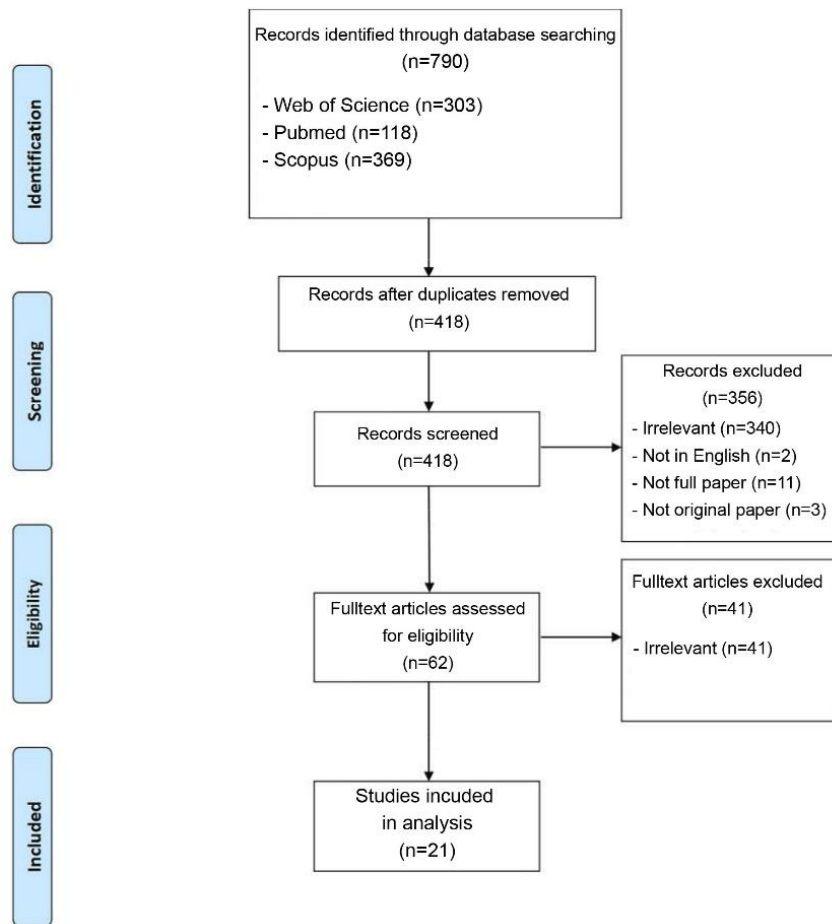 Identification
Records identified through database searching
(n=790)
- Web of Science (n=303)
- Pubmed (n=118)
- Scopus (n=369)
Screening
Records after duplicates removed
(n=418)
Records screened
(n=418)
Records excluded
(n=356)
- Irrelevant (n=340)
- Not in English (n=2)
- Not full paper (n=11)
- Not original paper (n=3)
Eligibility
Fulltext articles assessed
for eligibility
(n=62)
Fulltext articles excluded
(n=41)
- Irrelevant (n=41)
Included
Studies incuded
in analysis
(n=21)